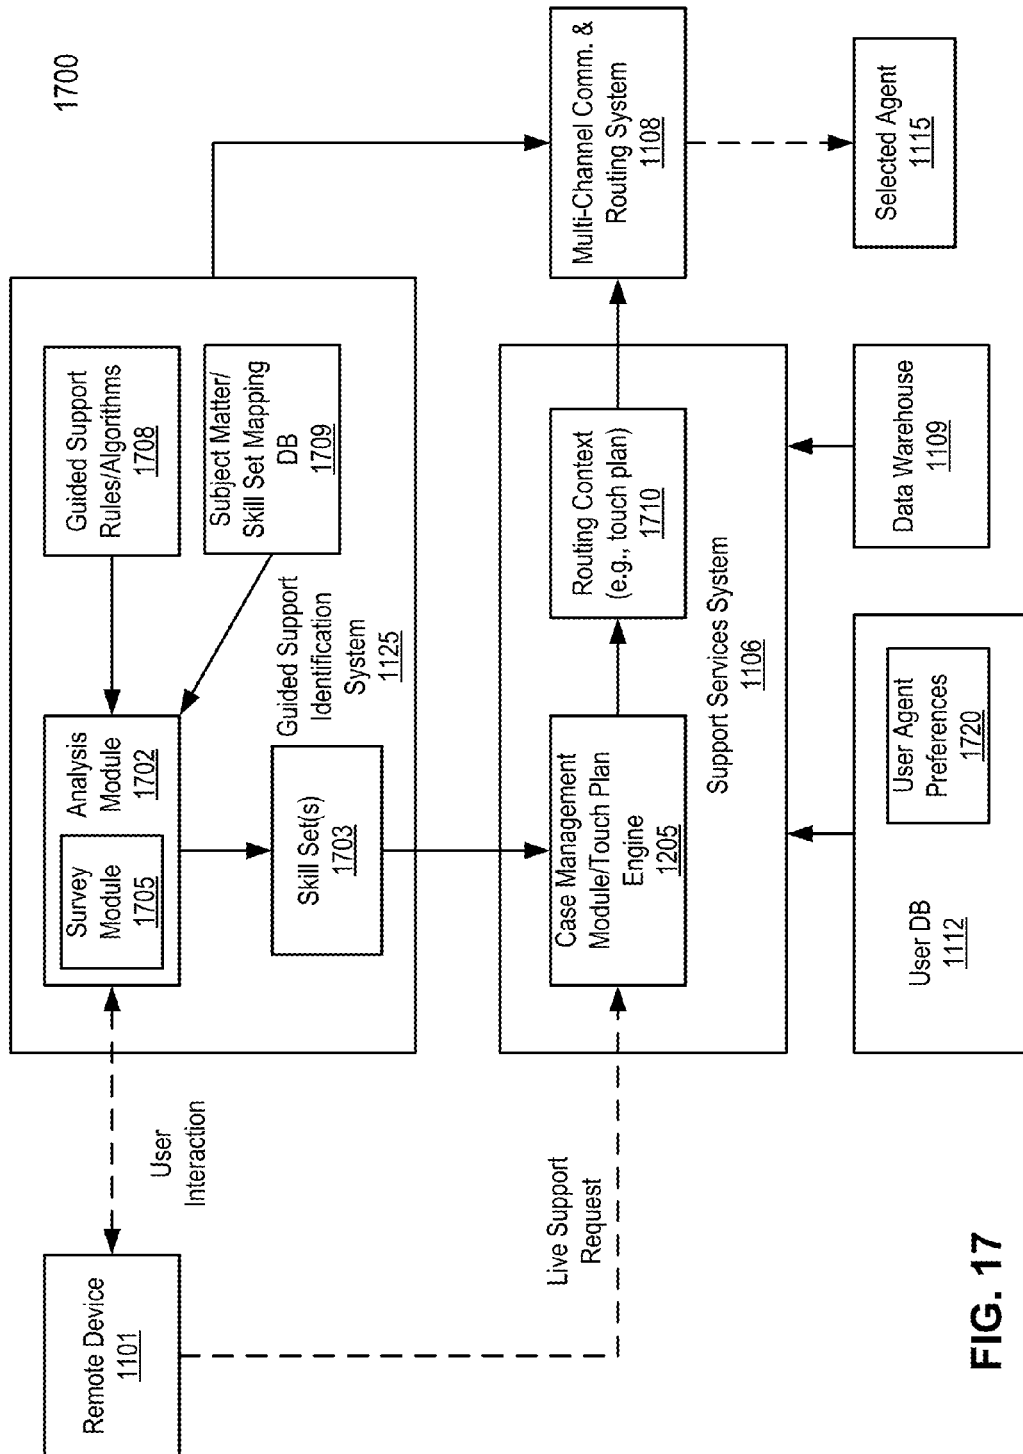 1700
Remote Device
1101
User
Interaction
Live Support
Request
Survey
Module
1705
Analysis
Module
1702
Guided Support
Rules/Algorithms
1708
Subject Matter/
Skill Set Mapping
DB
1709
Skill Set(s)
1703
Guided Support
Identification
System
1125
Case Management
Module/Touch Plan
Engine
1205
Routing Context
(e.g., touch plan)
1710
Support Services System
1106
Multi-Channel Comm. &
Routing System
1108
User DB
1112
User Agent
Preferences
1720
Data Warehouse
1109
Selected Agent
1115
FIG. 17